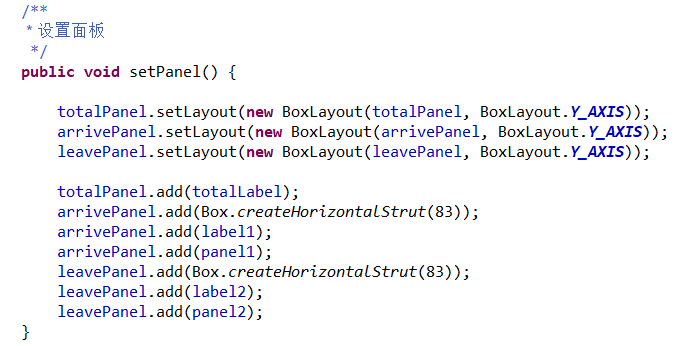 /**
* 设置面板
*/
public void setPanel() {
totalPanel.setLayout(new BoxLayout(totalPanel, BoxLayout.Y_AXIS));
arrivePanel.setLayout(new BoxLayout(arrivePanel, BoxLayout.Y_AXIS));
leavePanel.setLayout(new BoxLayout(leavePanel, BoxLayout.Y_AXIS));
totalPanel.add(totalLabel);
arrivePanel.add(Box.createHorizontalStrut(83));
arrivePanel.add(label1);
arrivePanel.add(panel1);
leavePanel.add(Box.createHorizontalStrut(83));
leavePanel.add(label2);
leavePanel.add(panel2);
}